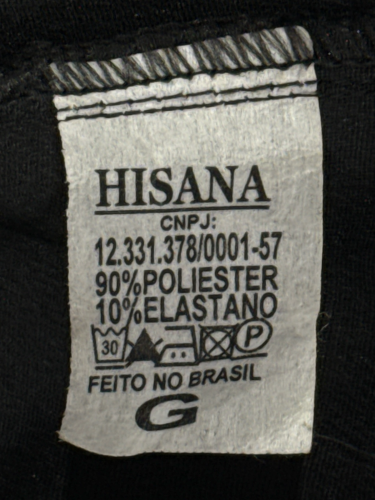 HISANA
CNPJ:
12.331.378/0001-57
90%POLIESTER
10%ELASTANO
30 P
FEITO NO BRASIL
G